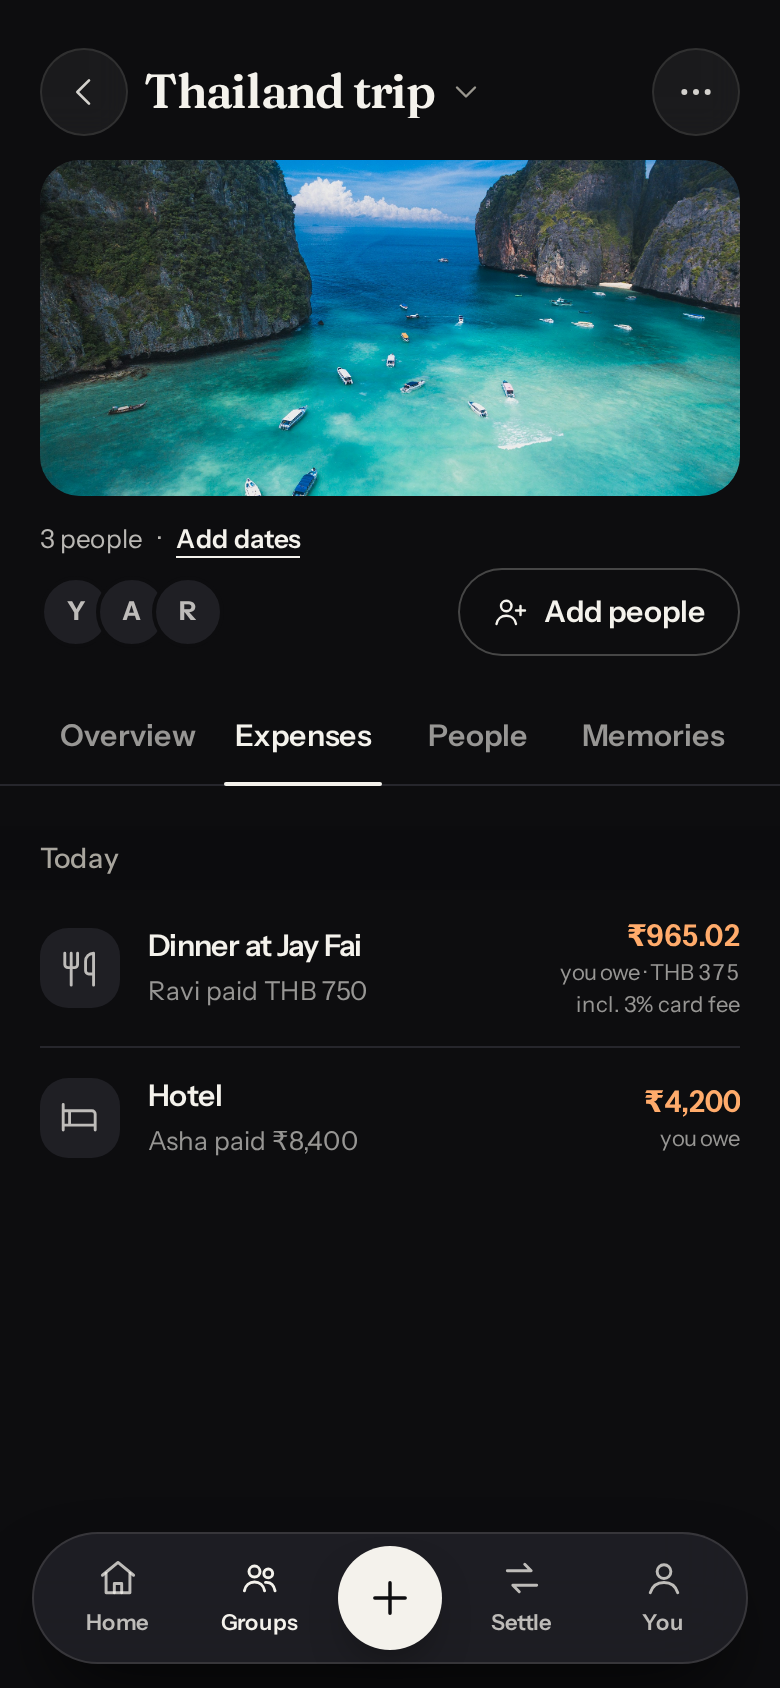 Thailand trip
3 people · Add dates
Y A R
Add people
Overview Expenses People Memories
Today
Dinner at Jay Fai
Ravi paid THB 750
₹965.02
you owe · THB 375
incl. 3% card fee
Hotel
Asha paid ₹8,400
₹4,200
you owe
Home Groups Settle You